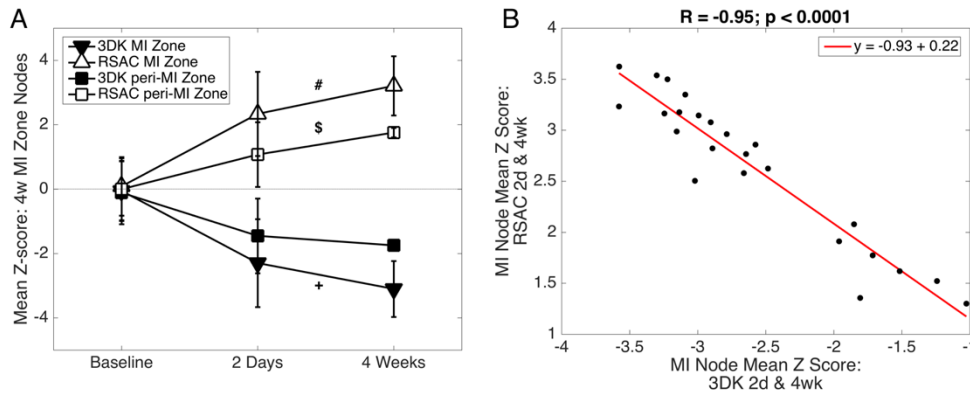 A
Mean Z-score: 4w MI Zone Nodes
4
2
0
-2
-4
3DK MI Zone
RSAC MI Zone
3DK peri-MI Zone
RSAC peri-MI Zone
#
$
+
Baseline
2 Days
4 Weeks
B
R = -0.95; p < 0.0001
y = -0.93 + 0.22
MI Node Mean Z Score:
RSAC 2d & 4wk
4
3.5
3
2.5
2
1.5
1
-4
-3.5
-3
-2.5
-2
-1.5
-1
MI Node Mean Z Score:
3DK 2d & 4wk